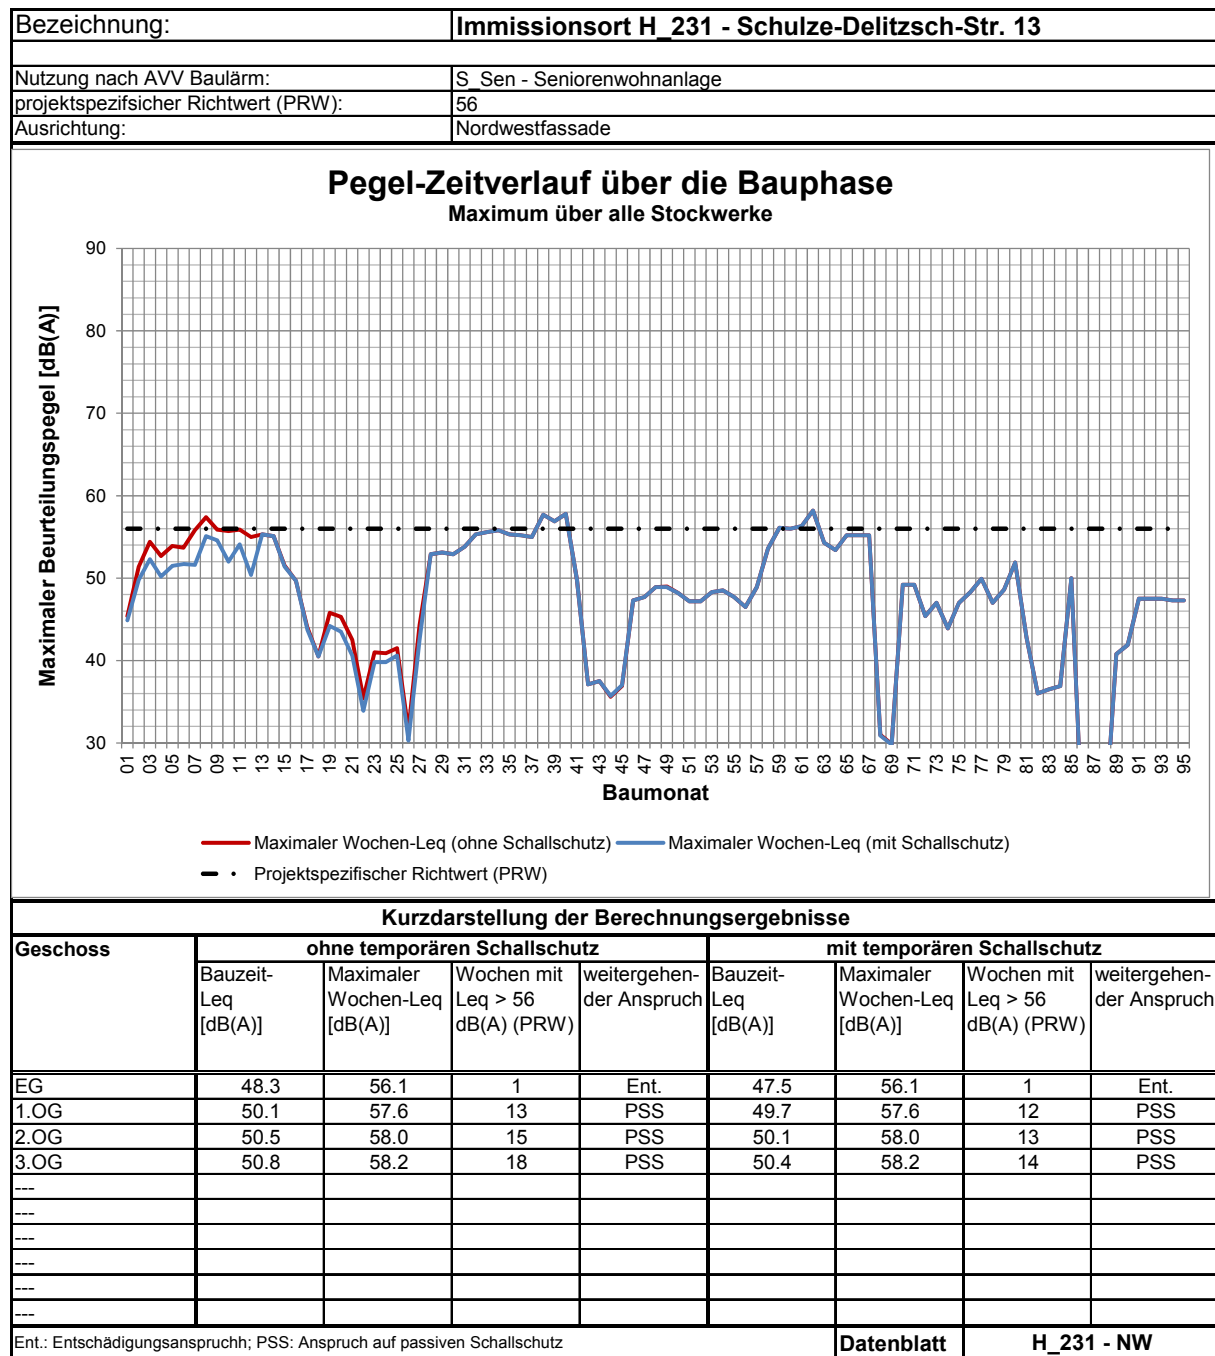 Bezeichnung: Immissionsort H_231 - Schulze-Delitzsch-Str. 13
Nutzung nach AVV Baulärm: S_Sen - Seniorenwohnanlage
projektspezifsicher Richtwert (PRW): 56
Ausrichtung: Nordwestfassade
Pegel-Zeitverlauf über die Bauphase
Maximum über alle Stockwerke
Maximaler Beurteilungspegel [dB(A)]
90
80
70
60
50
40
30
01 03 05 07 09 11 13 15 17 19 21 23 25 27 29 31 33 35 37 39 41 43 45 47 49 51 53 55 57 59 61 63 65 67 69 71 73 75 77 79 81 83 85 87 89 91 93 95
Baumonat
Maximaler Wochen-Leq (ohne Schallschutz) Maximaler Wochen-Leq (mit Schallschutz)
Projektspezifischer Richtwert (PRW)
Kurzdarstellung der Berechnungsergebnisse
Geschoss ohne temporären Schallschutz mit temporären Schallschutz
Bauzeit- Maximaler Wochen mit weitergehen- Bauzeit- Maximaler Wochen mit weitergehen-
Leq Wochen-Leq Leq > 56 der Anspruch Leq Wochen-Leq Leq > 56 der Anspruch
[dB(A)] [dB(A)] dB(A) (PRW) [dB(A)] [dB(A)] dB(A) (PRW)
EG 48.3 56.1 1 Ent. 47.5 56.1 1 Ent.
1.OG 50.1 57.6 13 PSS 49.7 57.6 12 PSS
2.OG 50.5 58.0 15 PSS 50.1 58.0 13 PSS
3.OG 50.8 58.2 18 PSS 50.4 58.2 14 PSS
---
---
---
---
---
---
Ent.: Entschädigungsanspruchh; PSS: Anspruch auf passiven Schallschutz Datenblatt H_231 - NW